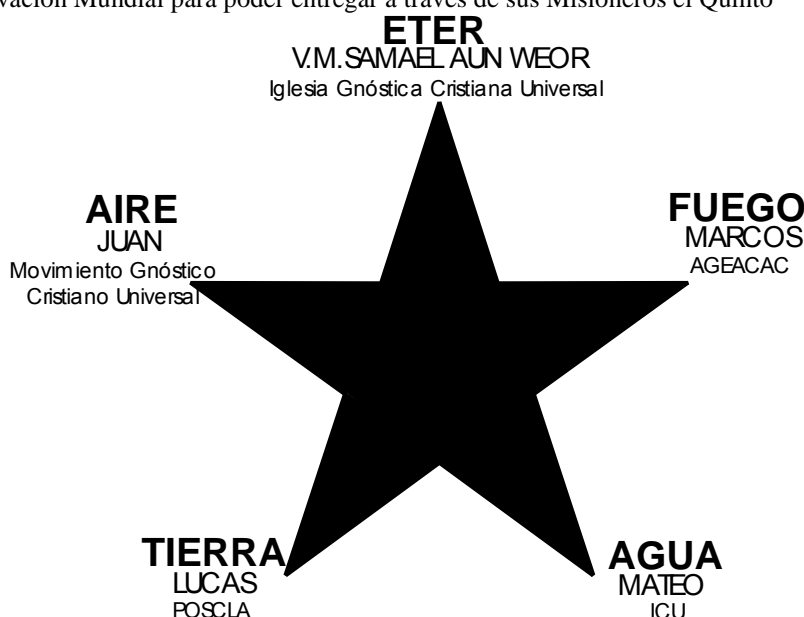 vación Mundial para poder entregar a través de sus Misioneros el Quinto
ETER
V.M.SAMAEL AUN WEOR
Iglesia Gnóstica Cristiana Universal
AIRE
JUAN
Movimiento Gnóstico
Cristiano Universal
FUEGO
MARCOS
AGEACAC
TIERRA
LUCAS
POSCLA
AGUA
MATEO
ICU